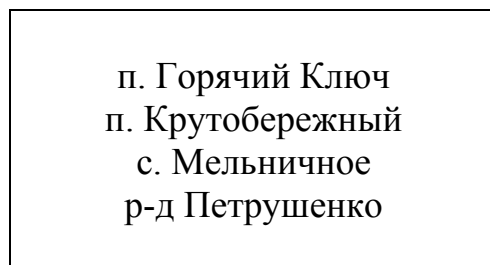 п. Горячий Ключ
п. Крутобережный
с. Мельничное
р-д Петрушенко